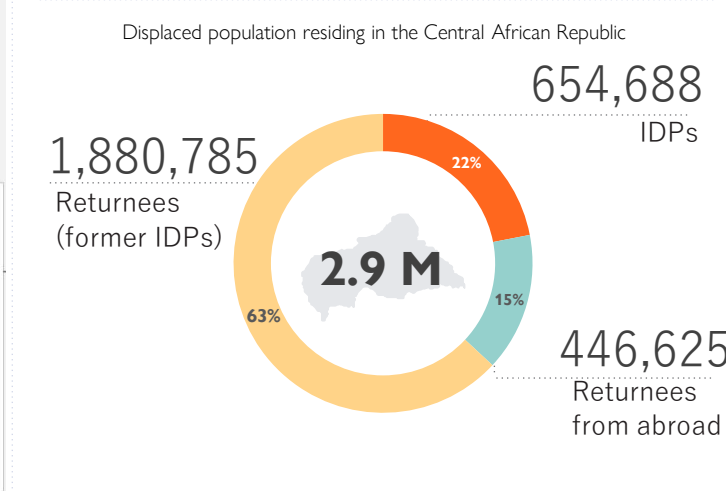 Displaced population residing in the Central African Republic
654,688
IDPs
1,880,785
Returnees
(former IDPs)
22%
2.9 M
15%
63%
446,625
Returnees
from abroad